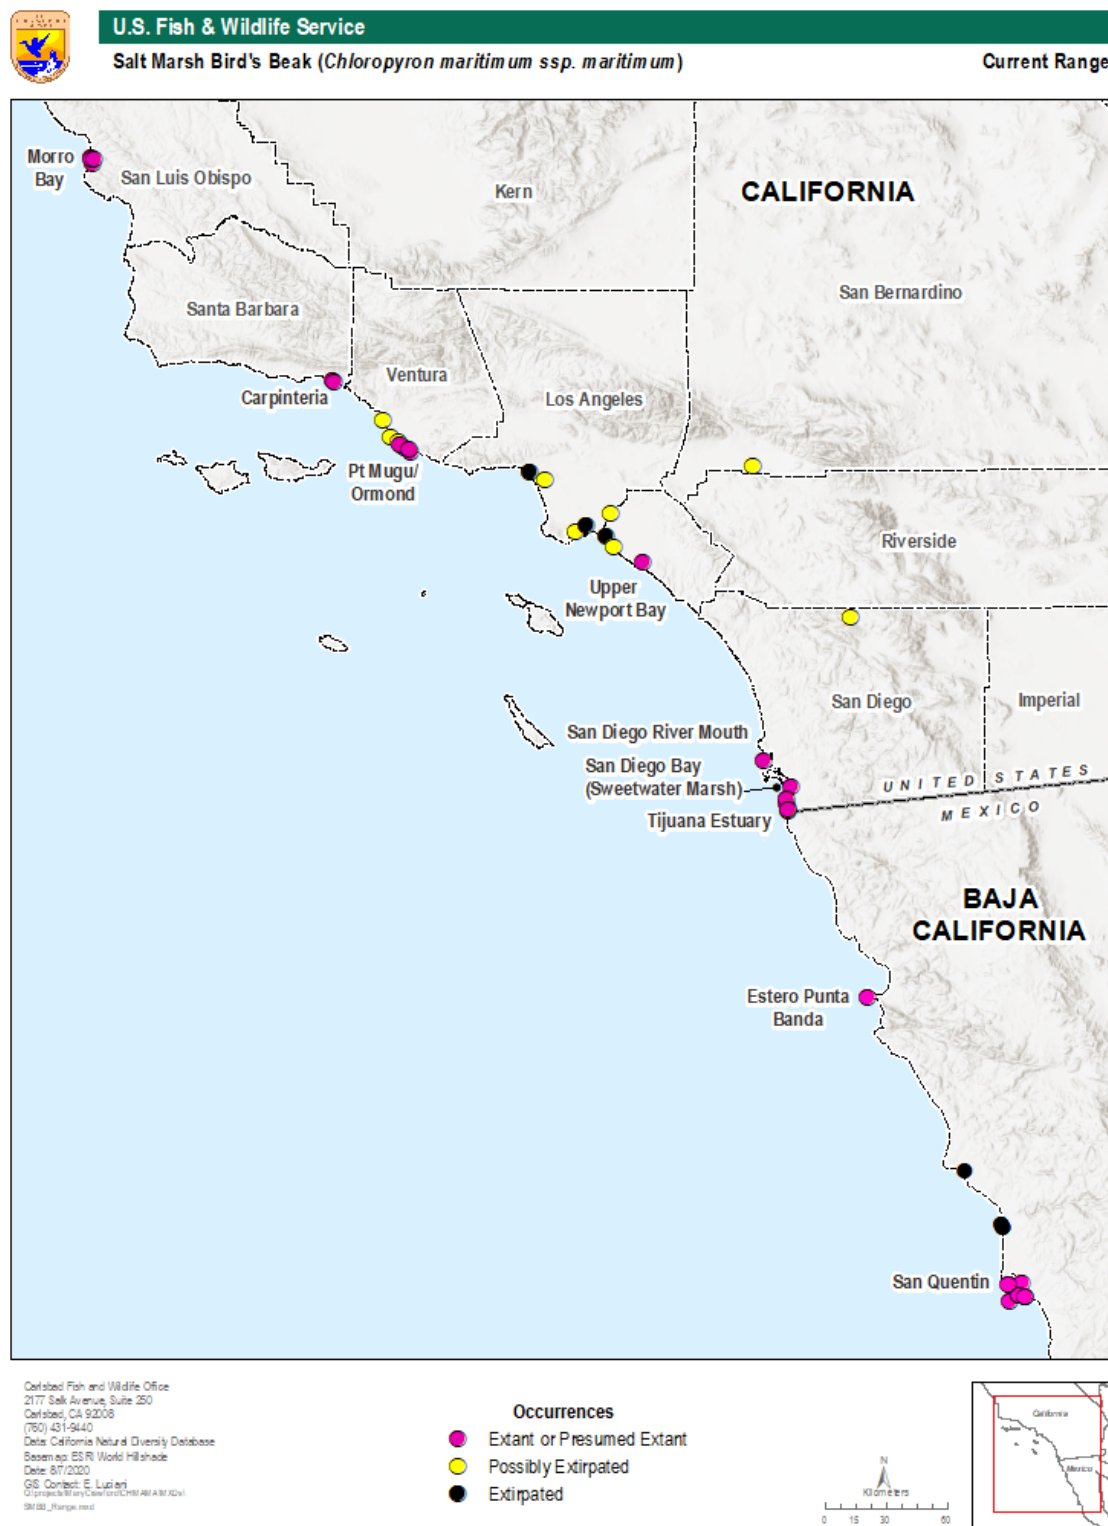 U.S. Fish & Wildlife Service
Salt Marsh Bird's Beak (Chloropyron maritimum ssp. maritimum)
Current Range
Morro
Bay
San Luis Obispo
Kern
CALIFORNIA
San Bernardino
Santa Barbara
Ventura
Carpinteria
Los Angeles
Pt Mugu/
Ormond
Riverside
Upper
Newport Bay
San Diego
Imperial
San Diego River Mouth
San Diego Bay
(Sweetwater Marsh)
UNITED STATES
MEXICO
Tijuana Estuary
BAJA
CALIFORNIA
Estero Punta
Banda
San Quentin
Carlsbad Fish and Wildlife Office
2177 Salk Avenue, Suite 250
Carlsbad, CA 92008
(760) 431-9440
Data: California Natural Diversity Database
Basemap: ESRI World Hillshade
Date: 8/7/2020
GIS Contact: E. Luciani
SMBB_Range.mxd
Occurrences
Extant or Presumed Extant
Possibly Extirpated
Extirpated
N
Kilometers
0 15 30 60
California
Mexico